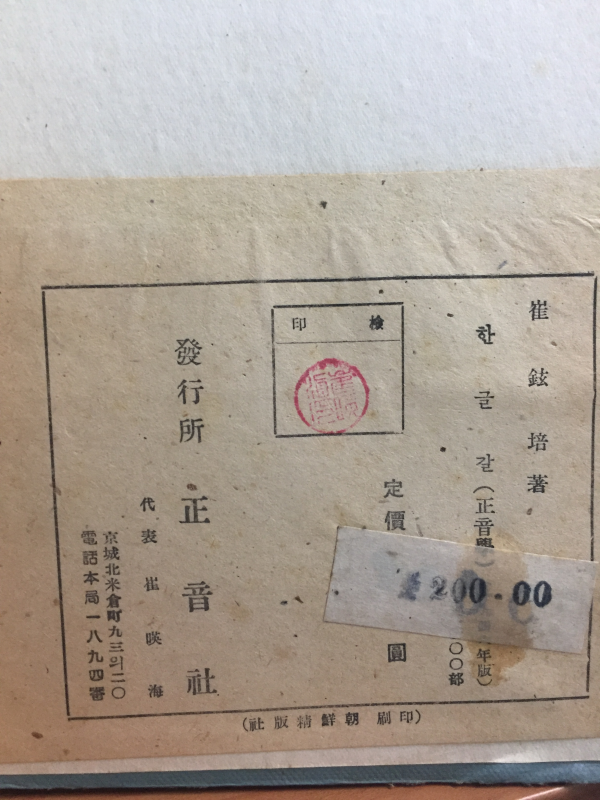 崔鉉培著
한글갈(正音學
年版)
〇〇部
200.00
定價
圓
檢印
發行所 正音社
代表 崔暎海
京城北米倉町九三의二〇
電話本局一八九四番
(印刷 朝鮮精版社)